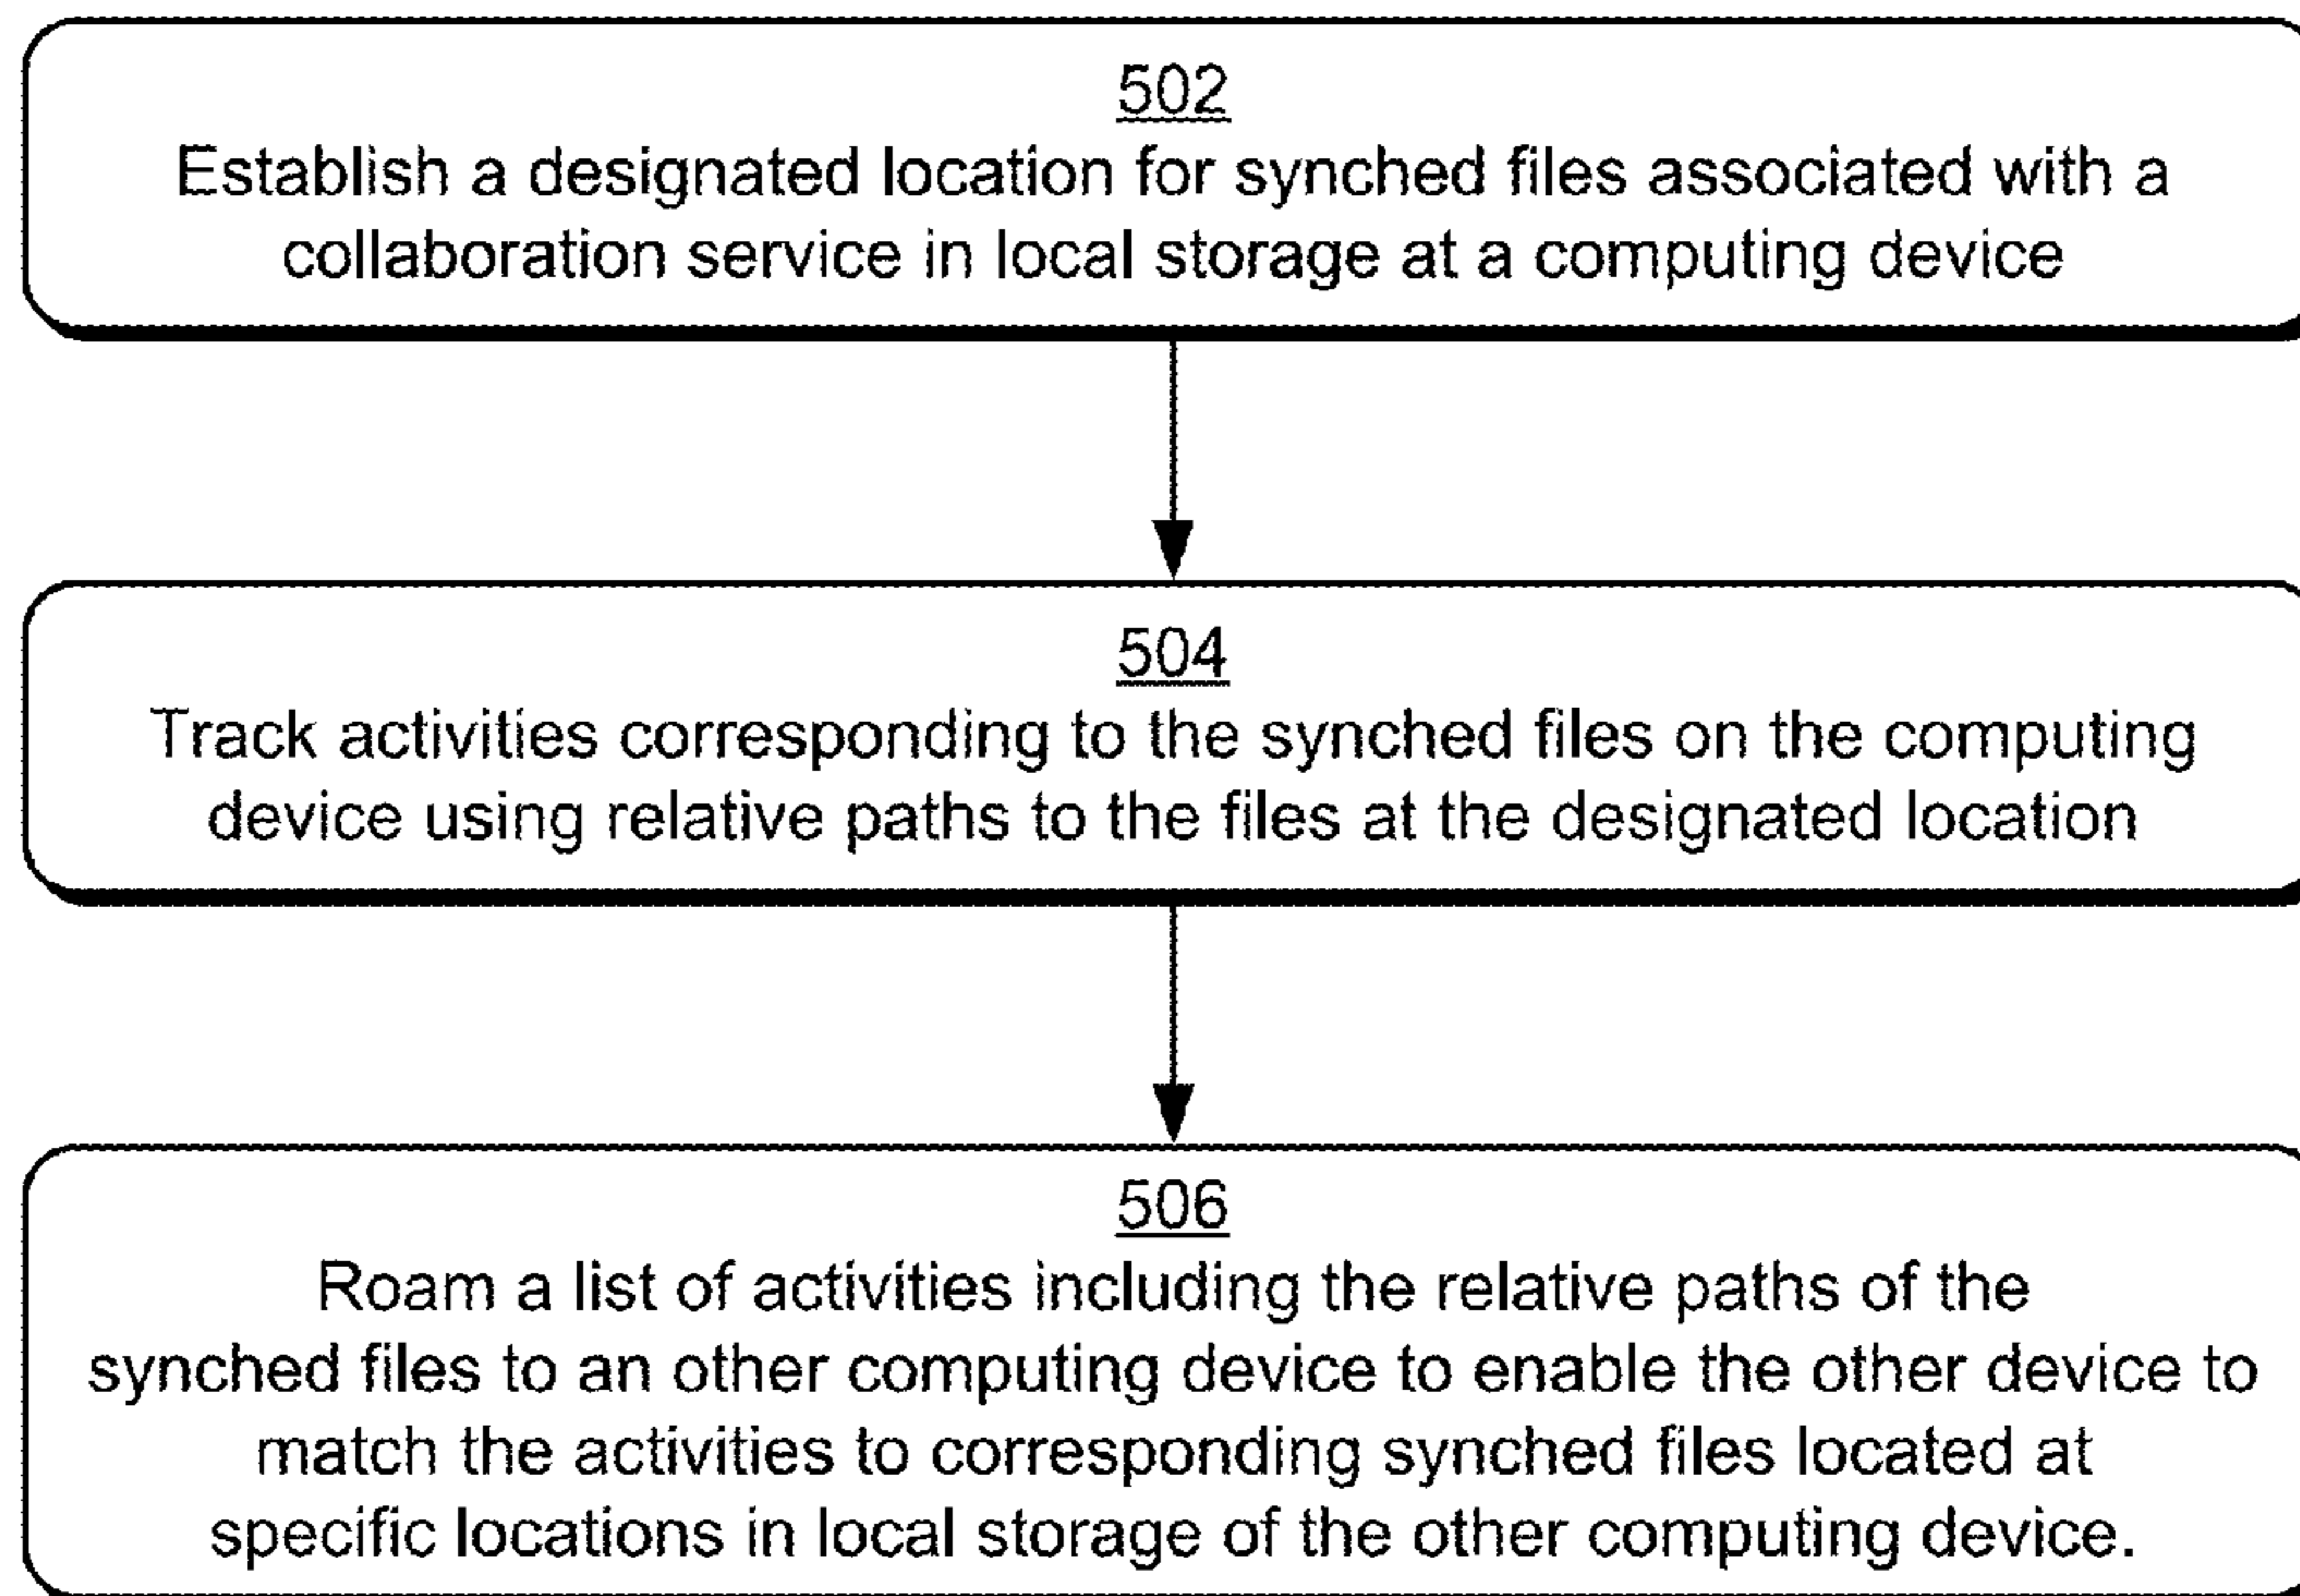 502
Establish a designated location for synched files associated with a
collaboration service in local storage at a computing device
504
Track activities corresponding to the synched files on the computing
device using relative paths to the files at the designated location
506
Roam a list of activities including the relative paths of the
synched files to an other computing device to enable the other device to
match the activities to corresponding synched files located at
specific locations in local storage of the other computing device.